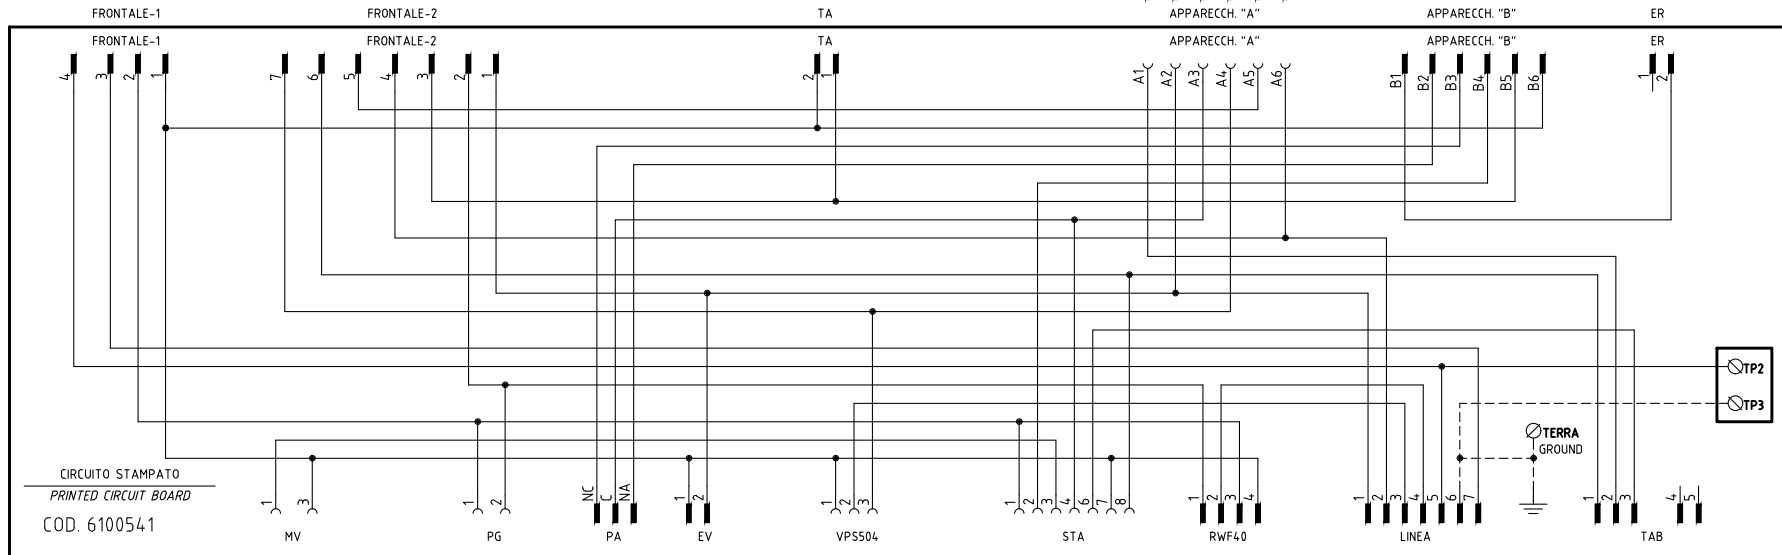 FRONTALE-1 FRONTALE-2 TA APPARECCH. "A" APPARECCH. "B" ER
FRONTALE-1 FRONTALE-2 TA APPARECCH. "A" APPARECCH. "B" ER
4 3 2 1 7 6 5 4 3 2 1 2 1 A1 A2 A3 A4 A5 A6 B1 B2 B3 B4 B5 B6 1 2
TP2
TP3
TERRA
GROUND
CIRCUITO STAMPATO
PRINTED CIRCUIT BOARD
COD. 6100541
1 3 1 2 NC C NA 1 2 1 2 3 1 2 3 4 6 7 8 1 2 3 4 1 2 3 4 5 6 7 1 2 3 4 5
MV PG PA EV VPS504 STA RWF40 LINEA TAB